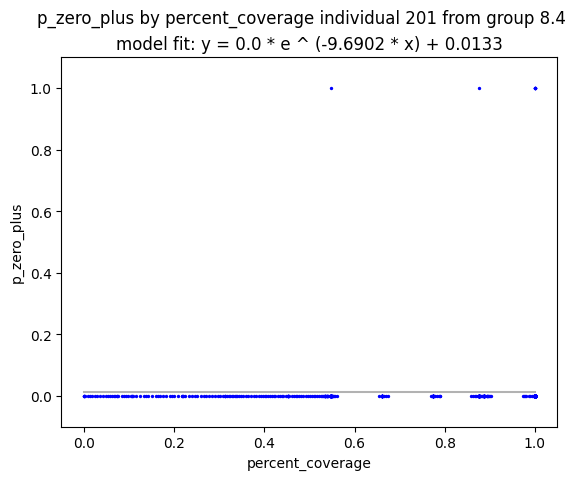 p_zero_plus by percent_coverage individual 201 from group 8.4
model fit: y = 0.0 * e ^ (-9.6902 * x) + 0.0133
1.0
0.8
0.6
0.4
0.2
0.0
p_zero_plus
0.0 0.2 0.4 0.6 0.8 1.0
percent_coverage